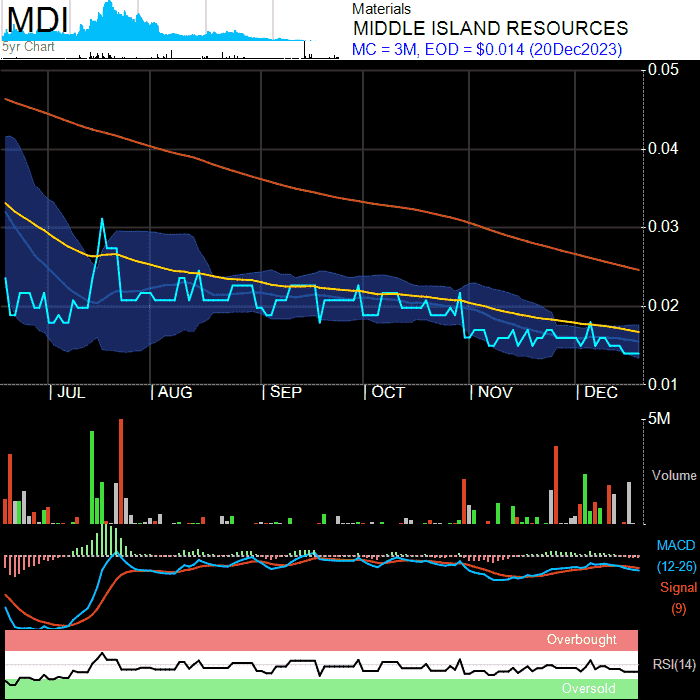 MDI
5yr Chart
Materials
MIDDLE ISLAND RESOURCES
MC = 3M, EOD = $0.014 (20Dec2023)
0.05
0.04
0.03
0.02
0.01
JUL AUG SEP OCT NOV DEC
5M
Volume
MACD
(12-26)
Signal
(9)
Overbought
RSI(14)
Oversold